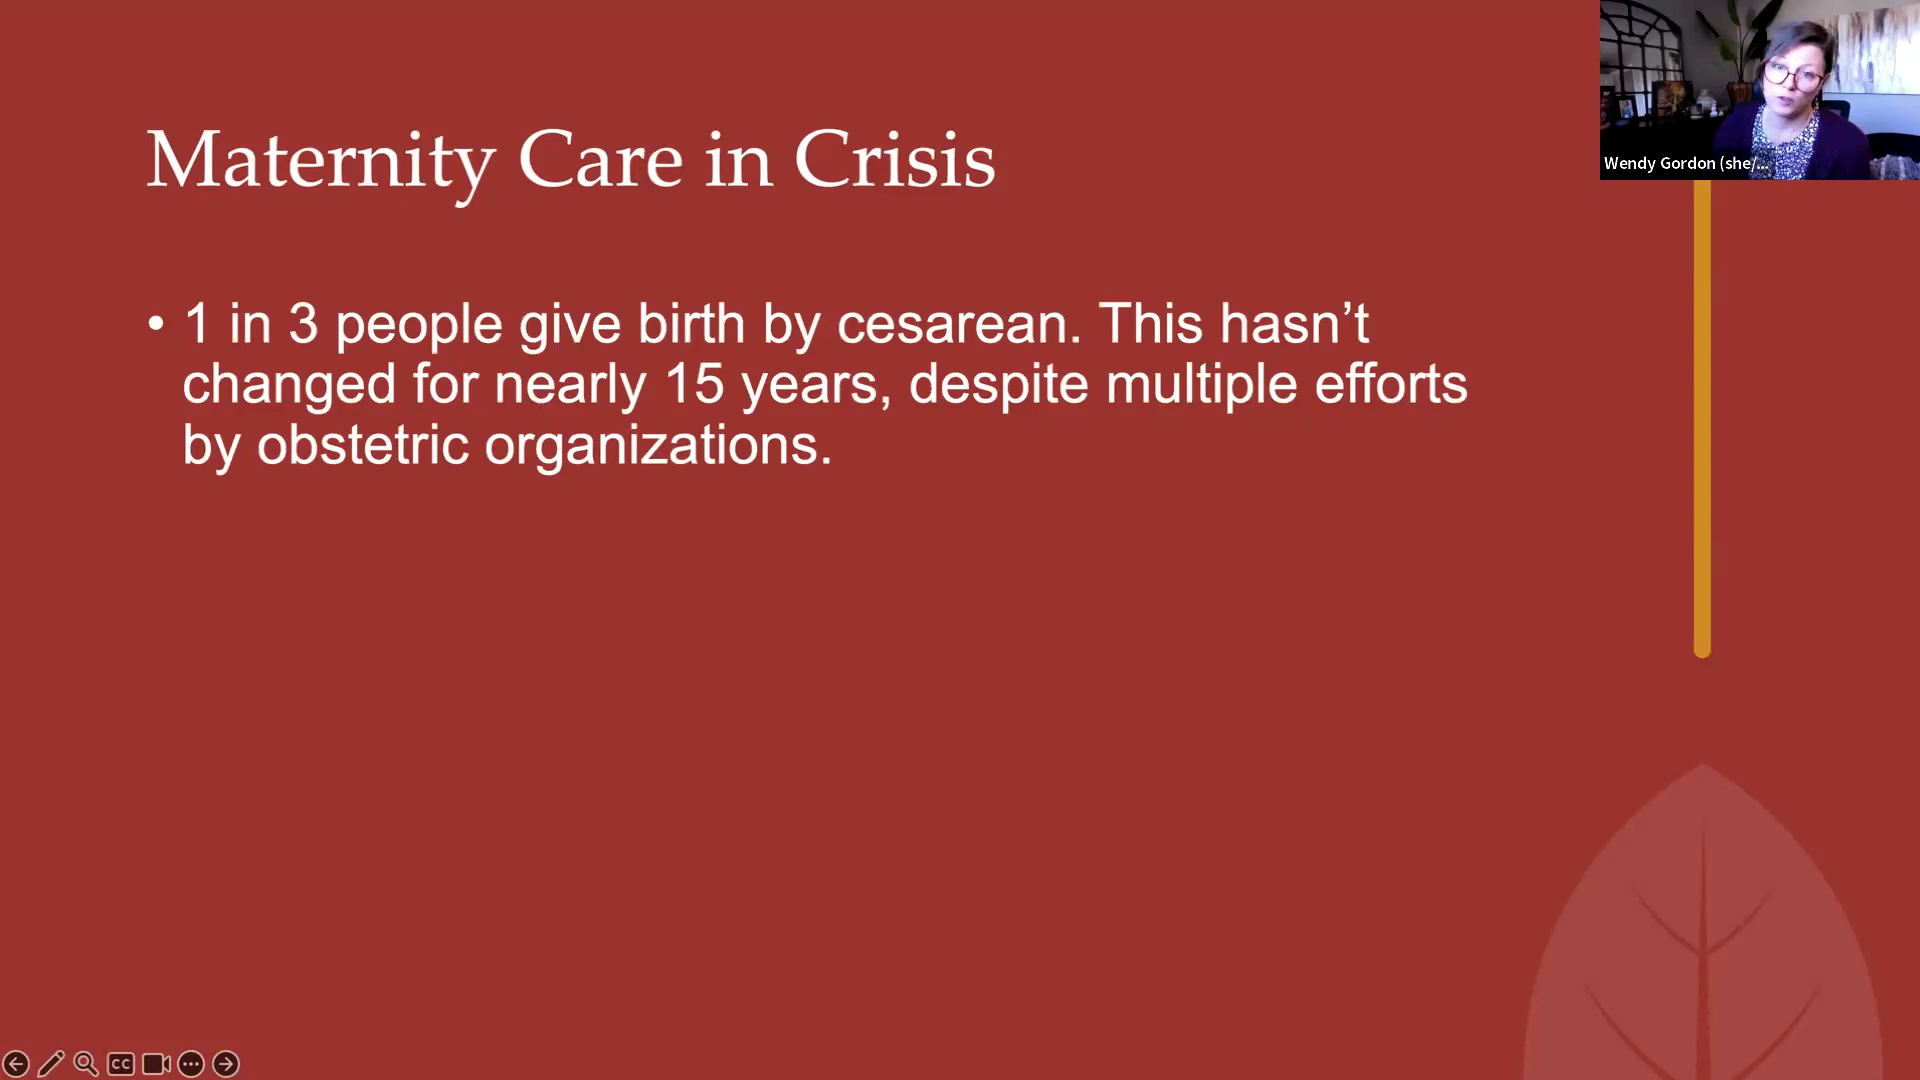 Maternity Care in Crisis
• 1 in 3 people give birth by cesarean. This hasn’t
changed for nearly 15 years, despite multiple efforts
by obstetric organizations.
Wendy Gordon (she/...
CC